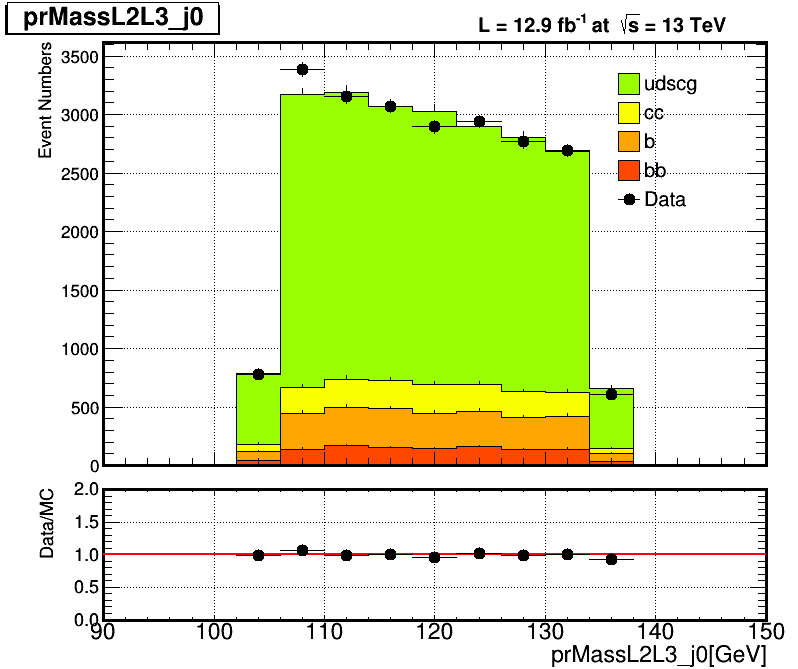 prMassL2L3_j0
L = 12.9 fb-1 at √s = 13 TeV
Event Numbers
3500
3000
2500
2000
1500
1000
500
0
udscg
cc
b
bb
Data
Data/MC
2.0
1.5
1.0
0.5
0.0
90 100 110 120 130 140 150
prMassL2L3_j0[GeV]